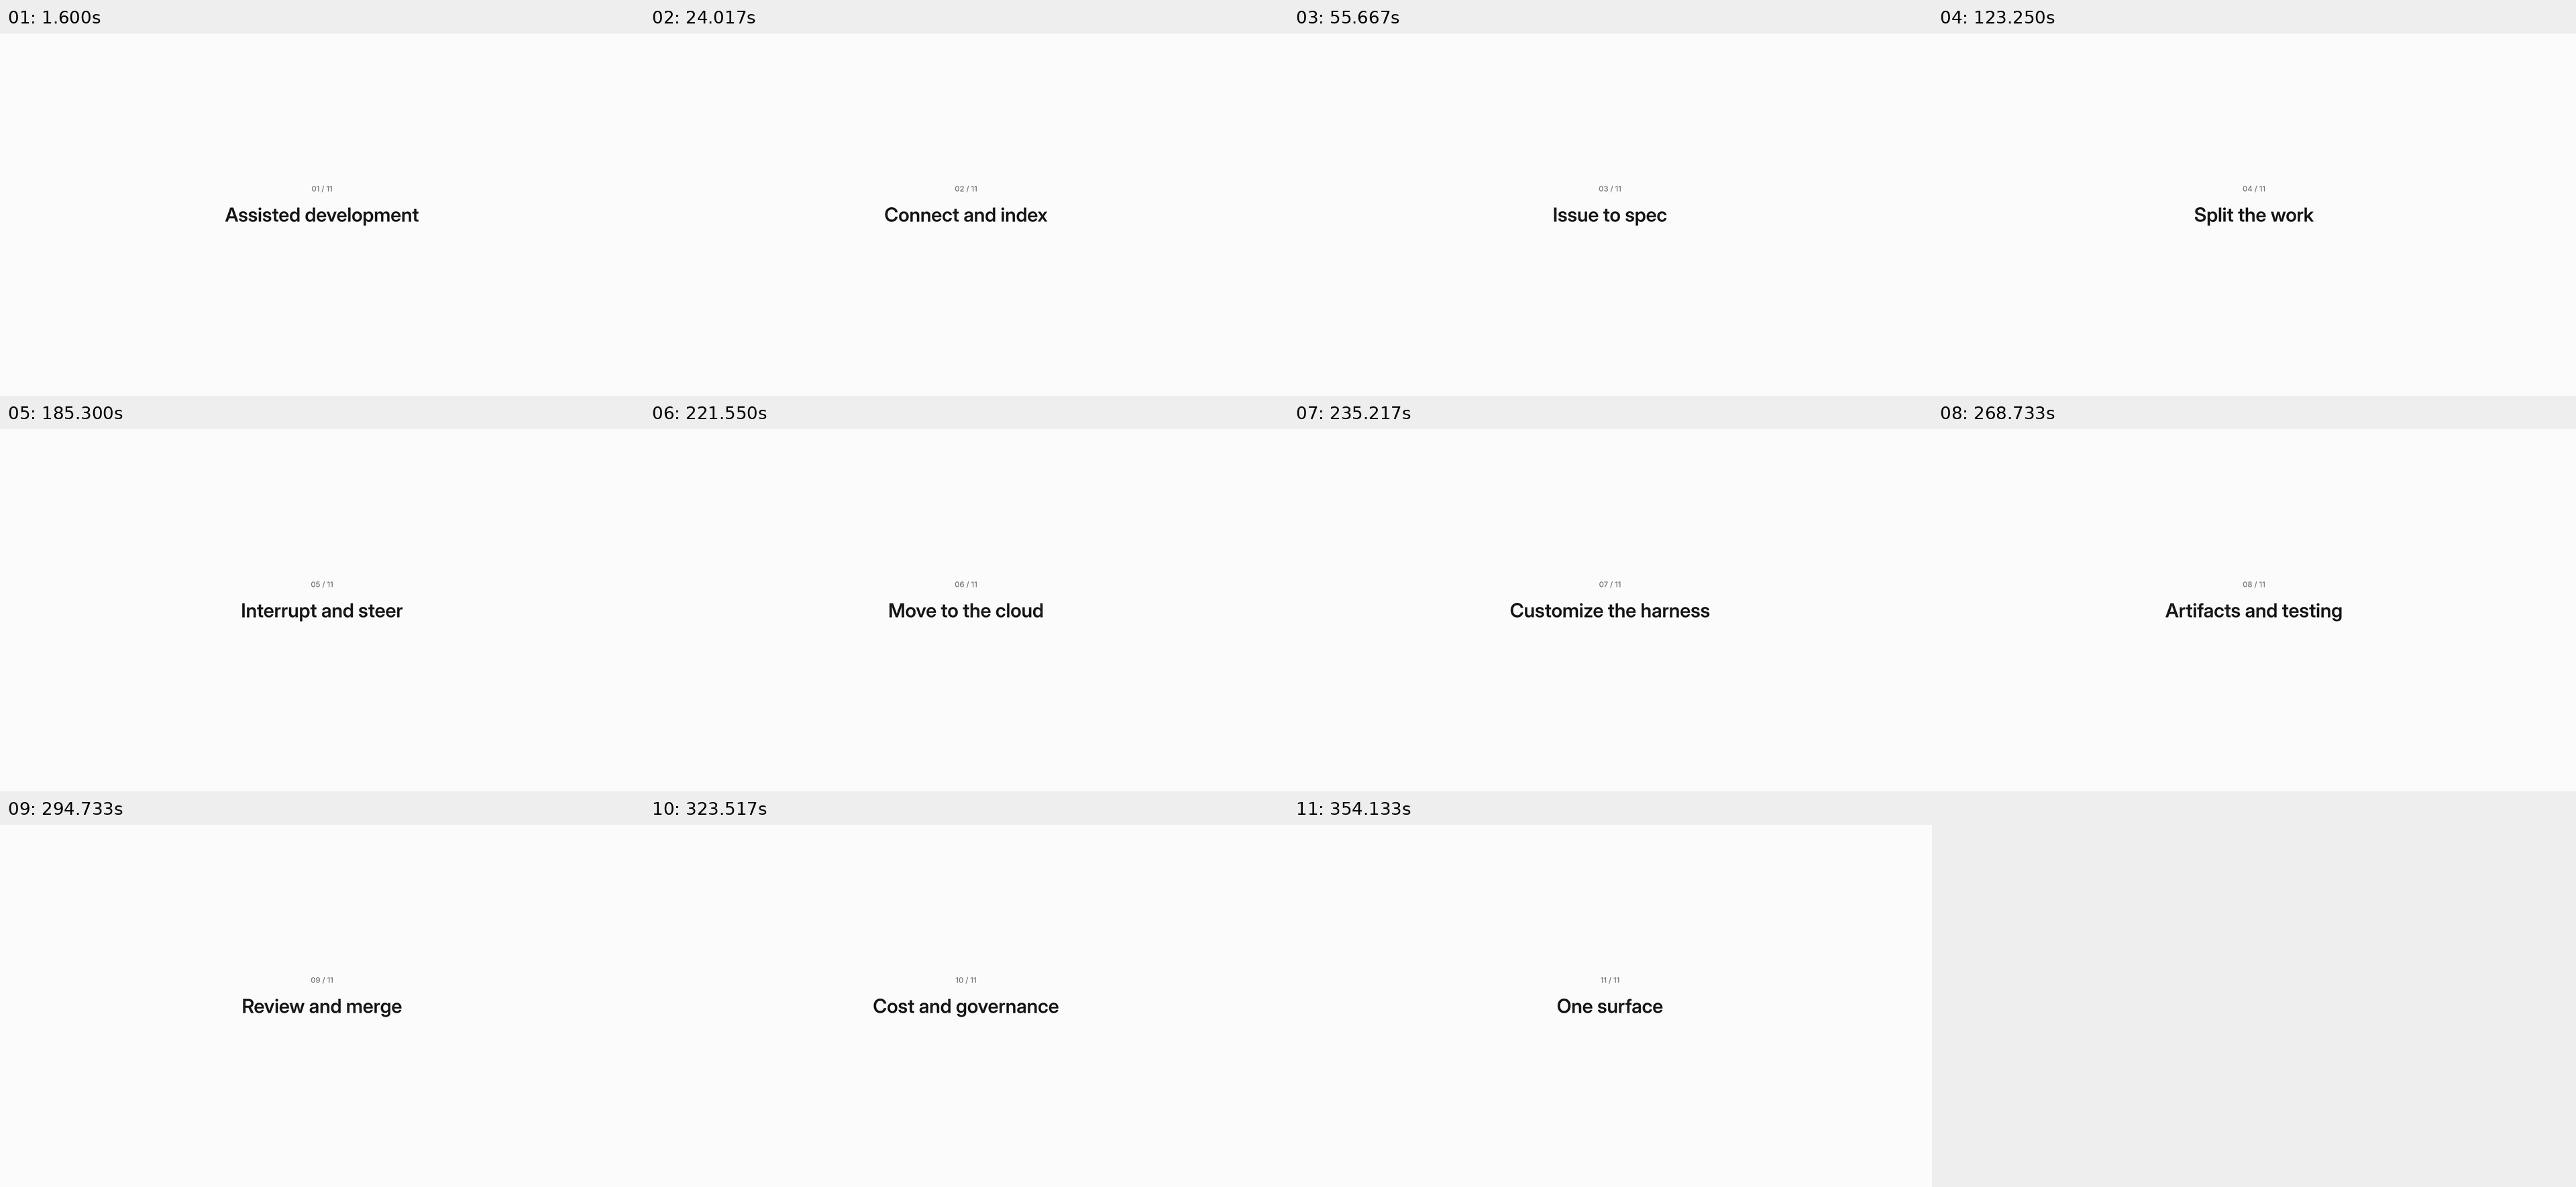 01: 1.600s
02: 24.017s
03: 55.667s
04: 123.250s
01 / 11
Assisted development
02 / 11
Connect and index
03 / 11
Issue to spec
04 / 11
Split the work
05: 185.300s
06: 221.550s
07: 235.217s
08: 268.733s
05 / 11
Interrupt and steer
06 / 11
Move to the cloud
07 / 11
Customize the harness
08 / 11
Artifacts and testing
09: 294.733s
10: 323.517s
11: 354.133s
09 / 11
Review and merge
10 / 11
Cost and governance
11 / 11
One surface